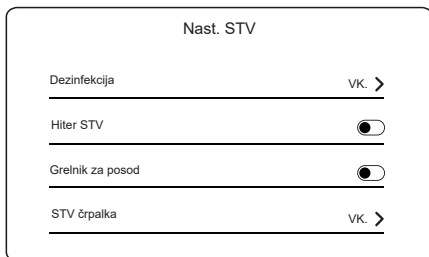 Nast. STV
Dezinfekcija VK.
Hiter STV
Grelnik za posod
STV črpalka VK.